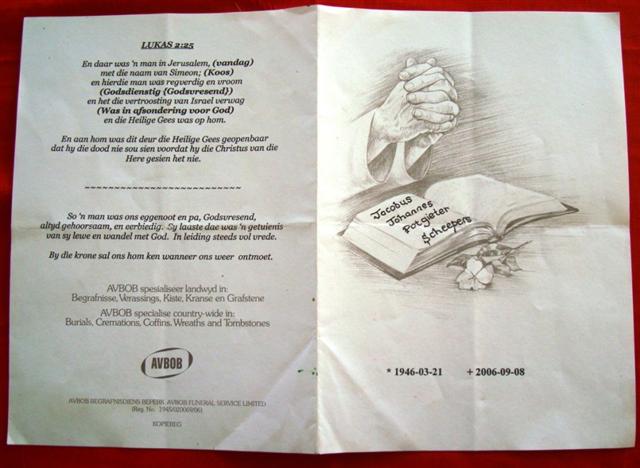 LUKAS 2:25
En daar was 'n man in Jerusalem, (vandag)
met die naam van Simeon; (Koos)
en hierdie man was regverdig en vroom
(Godsdienstig {Godsvresend})
en het die vertroosting van Israel verwag
(Was in afsondering voor God)
en die Heilige Gees was op hom.
En aan hom was dit deur die Heilige Gees geopenbaar
dat hy die dood nie sou sien voordat hy die Christus van die
Here gesien het nie.
~~~~~~~~~~~~~~~~~~~~~~~~~
So 'n man was ons eggenoot en pa, Godsvresend,
altyd gehoorsaam, en eerbiedig. Sy laaste dae was 'n getuienis
van sy lewe en wandel met God. In leiding steeds vol vrede.
By die krone sal ons hom ken wanneer ons weer ontmoet.
AVBOB spesialiseer landwyd in:
Begrafnisse, Verassings, Kiste, Kranse en Grafstene
AVBOB specialise country-wide in:
Burials, Cremations, Coffins, Wreaths and Tombstones
AVBOB
AVBOB BEGRAFNISDIENS BEPERK AVBOB FUNERAL SERVICE LIMITED
(Reg. No. 1945/020069/06)
KOPIEREG
Jacobus
Johannes
Potgieter
Scheepers
* 1946-03-21 + 2006-09-08